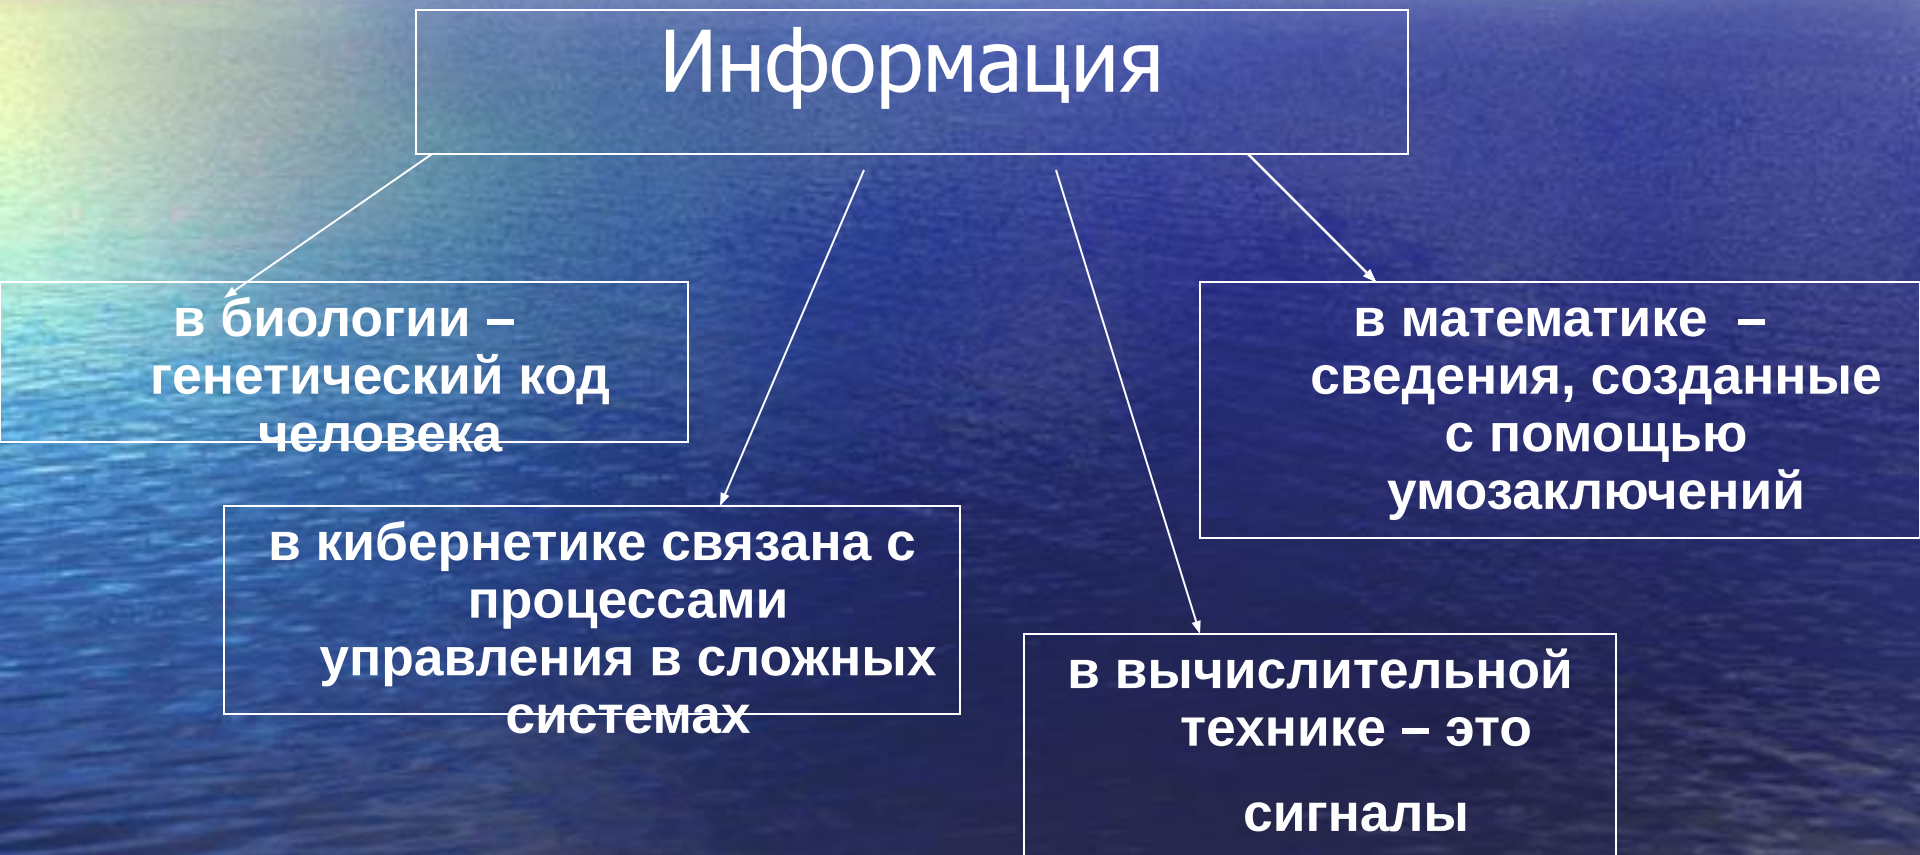 Информация
в биологии –
генетический код
человека
в математике –
сведения, созданные
с помощью
умозаключений
в кибернетике связана с
процессами
управления в сложных
системах
в вычислительной
технике – это
сигналы